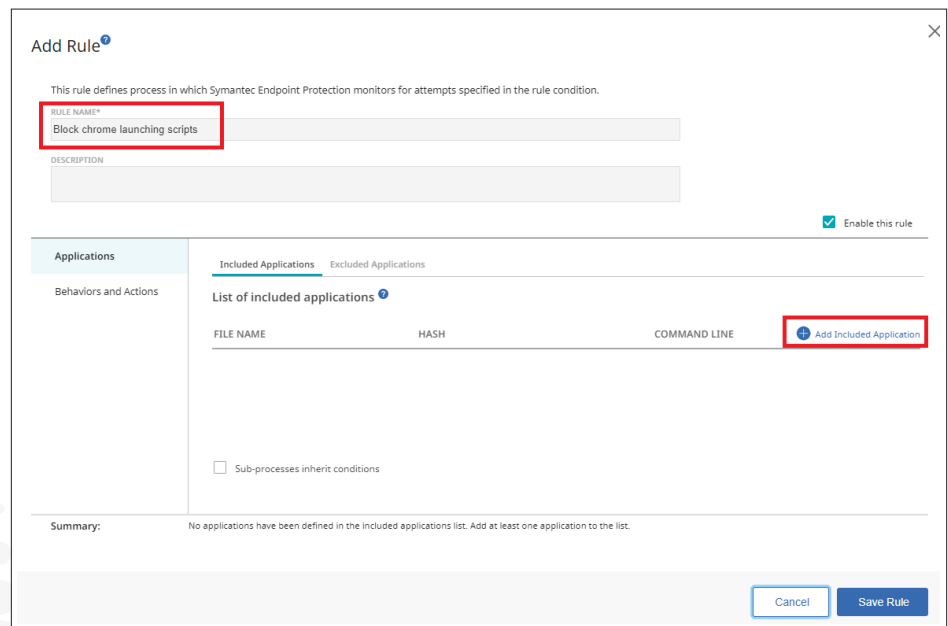 Add Rule
This rule defines process in which Symantec Endpoint Protection monitors for attempts specified in the rule condition.
RULE NAME*
Block chrome launching scripts
DESCRIPTION
Enable this rule
Applications
Behaviors and Actions
Included Applications Excluded Applications
List of included applications
FILE NAME HASH COMMAND LINE Add Included Application
Sub-processes inherit conditions
Summary: No applications have been defined in the included applications list. Add at least one application to the list.
Cancel Save Rule